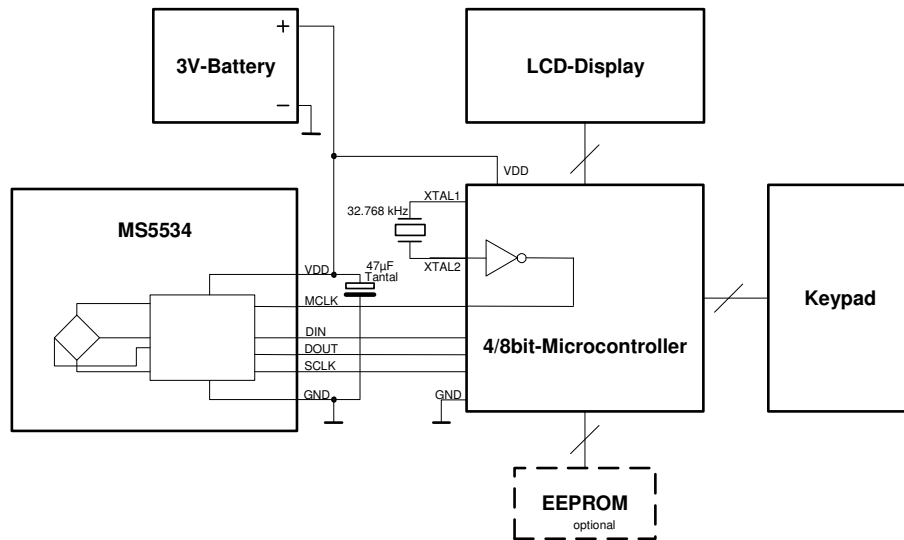 +
3V-Battery
−
LCD-Display
VDD
XTAL1
32.768 kHz
XTAL2
MS5534
VDD
47µF
Tantal
MCLK
DIN
DOUT
SCLK
GND
4/8bit-Microcontroller
GND
Keypad
EEPROM
optional